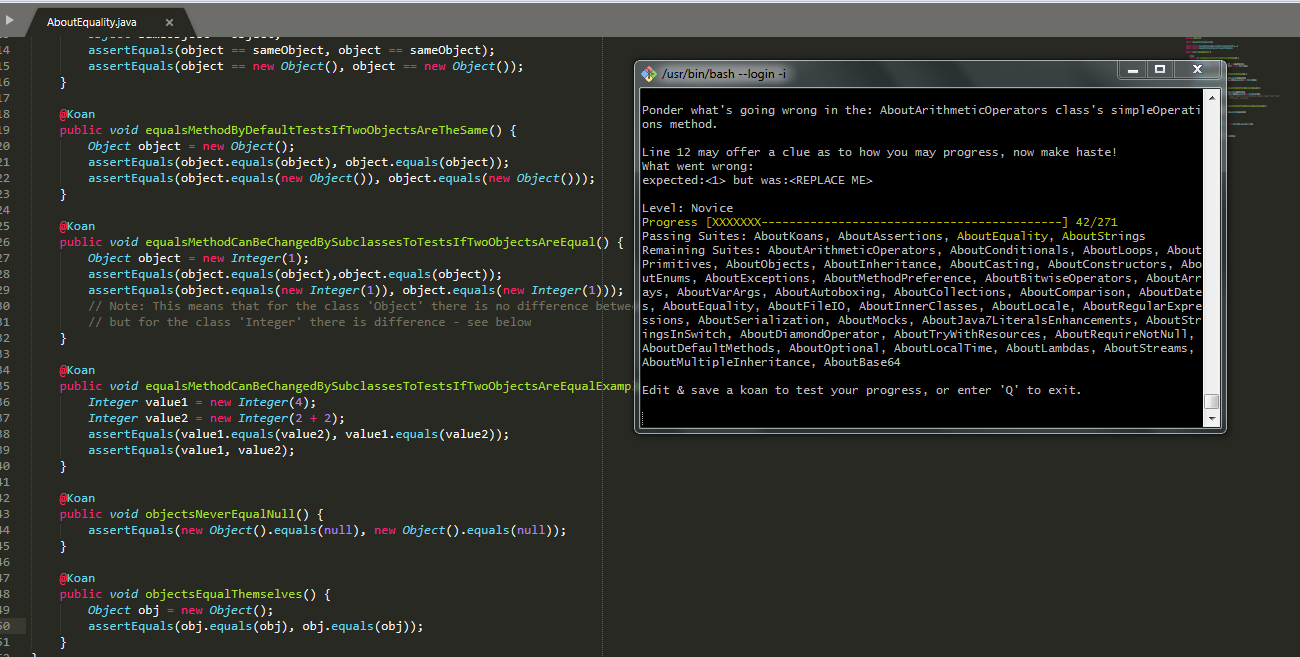 AboutEquality.java ×
14 assertEquals(object == sameObject, object == sameObject);
15 assertEquals(object == new Object(), object == new Object());
16 }
17
18 @Koan
19 public void equalsMethodByDefaultTestsIfTwoObjectsAreTheSame() {
20 Object object = new Object();
21 assertEquals(object.equals(object), object.equals(object));
22 assertEquals(object.equals(new Object()), object.equals(new Object()));
23 }
24
25 @Koan
26 public void equalsMethodCanBeChangedBySubclassesToTestsIfTwoObjectsAreEqual() {
27 Object object = new Integer(1);
28 assertEquals(object.equals(object),object.equals(object));
29 assertEquals(object.equals(new Integer(1)), object.equals(new Integer(1)));
30 // Note: This means that for the class 'Object' there is no difference betwee
31 // but for the class 'Integer' there is difference - see below
32 }
33
34 @Koan
35 public void equalsMethodCanBeChangedBySubclassesToTestsIfTwoObjectsAreEqualExamp
36 Integer value1 = new Integer(4);
37 Integer value2 = new Integer(2 + 2);
38 assertEquals(value1.equals(value2), value1.equals(value2));
39 assertEquals(value1, value2);
40 }
41
42 @Koan
43 public void objectsNeverEqualNull() {
44 assertEquals(new Object().equals(null), new Object().equals(null));
45 }
46
47 @Koan
48 public void objectsEqualThemselves() {
49 Object obj = new Object();
50 assertEquals(obj.equals(obj), obj.equals(obj));
51 }
/usr/bin/bash --login -i
Ponder what's going wrong in the: AboutArithmeticOperators class's simpleOperati
ons method.
Line 12 may offer a clue as to how you may progress, now make haste!
What went wrong:
expected:<1> but was:<REPLACE ME>
Level: Novice
Progress [XXXXXXX--------------------------------------------] 42/271
Passing Suites: AboutKoans, AboutAssertions, AboutEquality, AboutStrings
Remaining Suites: AboutArithmeticOperators, AboutConditionals, AboutLoops, About
Primitives, AboutObjects, AboutInheritance, AboutCasting, AboutConstructors, Abo
utEnums, AboutExceptions, AboutMethodPreference, AboutBitwiseOperators, AboutArr
ays, AboutVarArgs, AboutAutoboxing, AboutCollections, AboutComparison, AboutDate
s, AboutEquality, AboutFileIO, AboutInnerClasses, AboutLocale, AboutRegularExpre
ssions, AboutSerialization, AboutMocks, AboutJava7LiteralsEnhancements, AboutStr
ingsInSwitch, AboutDiamondOperator, AboutTryWithResources, AboutRequireNotNull,
AboutDefaultMethods, AboutOptional, AboutLocalTime, AboutLambdas, AboutStreams,
AboutMultipleInheritance, AboutBase64
Edit & save a koan to test your progress, or enter 'Q' to exit.